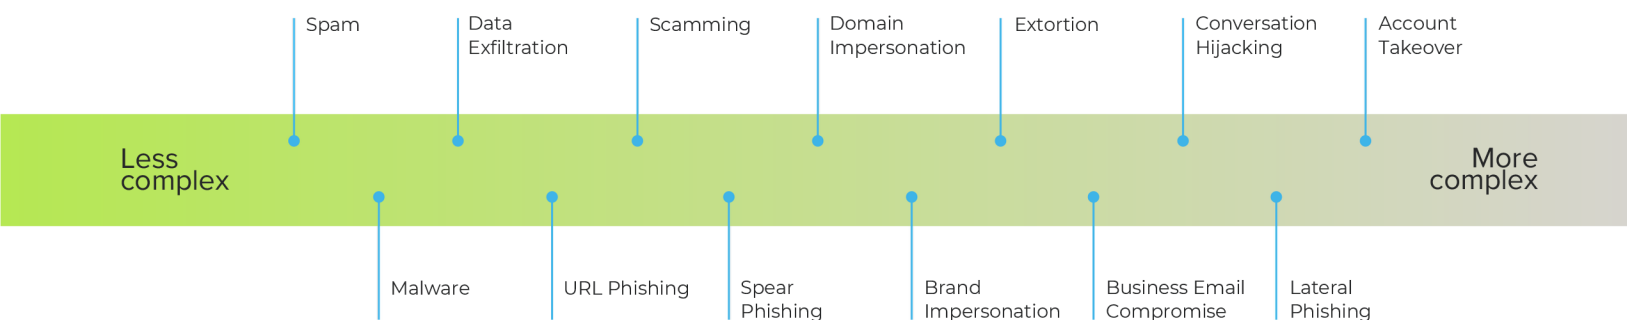 Spam
Data
Exfiltration
Scamming
Domain
Impersonation
Extortion
Conversation
Hijacking
Account
Takeover
Less
complex
More
complex
Malware
URL Phishing
Spear
Phishing
Brand
Impersonation
Business Email
Compromise
Lateral
Phishing